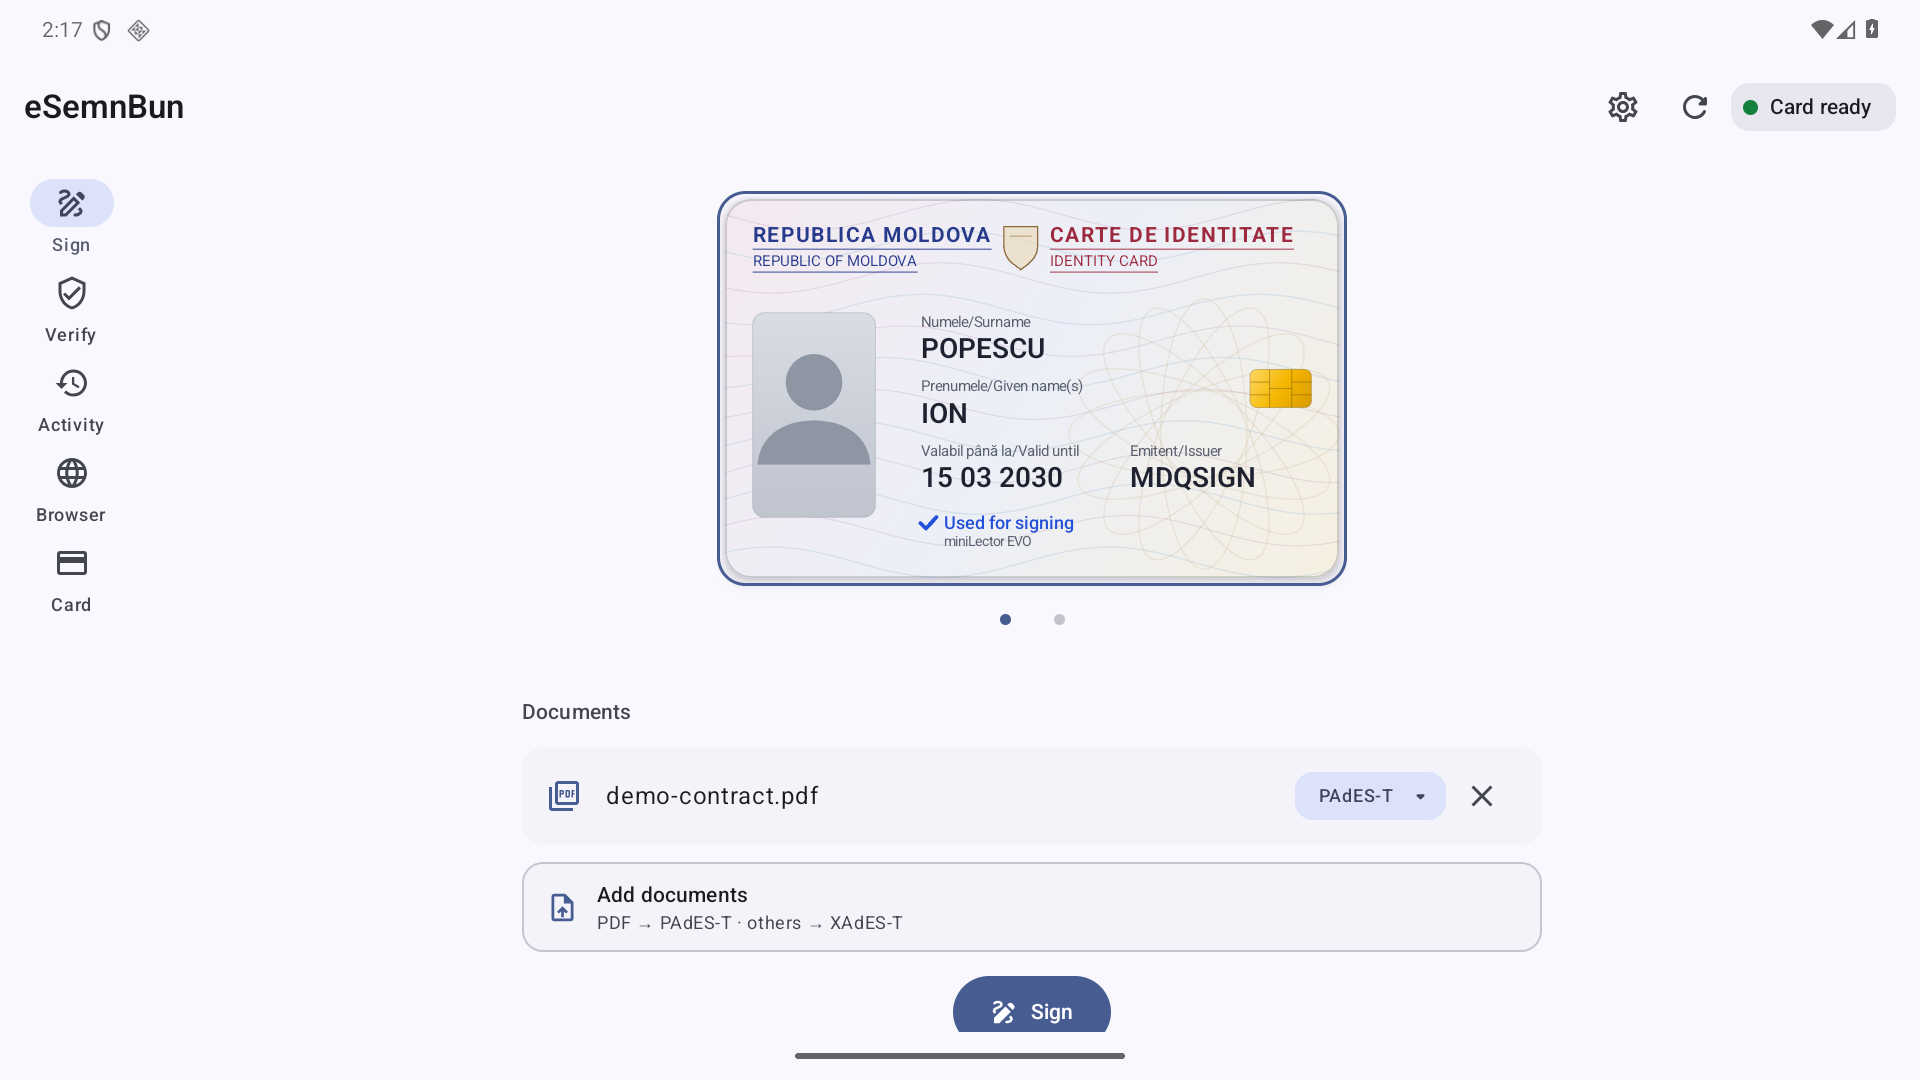 2:17
eSemnBun
Card ready
Sign
Verify
Activity
Browser
Card
REPUBLICA MOLDOVA
REPUBLIC OF MOLDOVA
CARTE DE IDENTITATE
IDENTITY CARD
Numele/Surname
POPESCU
Prenumele/Given name(s)
ION
Valabil până la/Valid until
15 03 2030
Emitent/Issuer
MDQSIGN
Used for signing
miniLector EVO
Documents
PDF
demo-contract.pdf
PAdES-T
Add documents
PDF → PAdES-T · others → XAdES-T
Sign